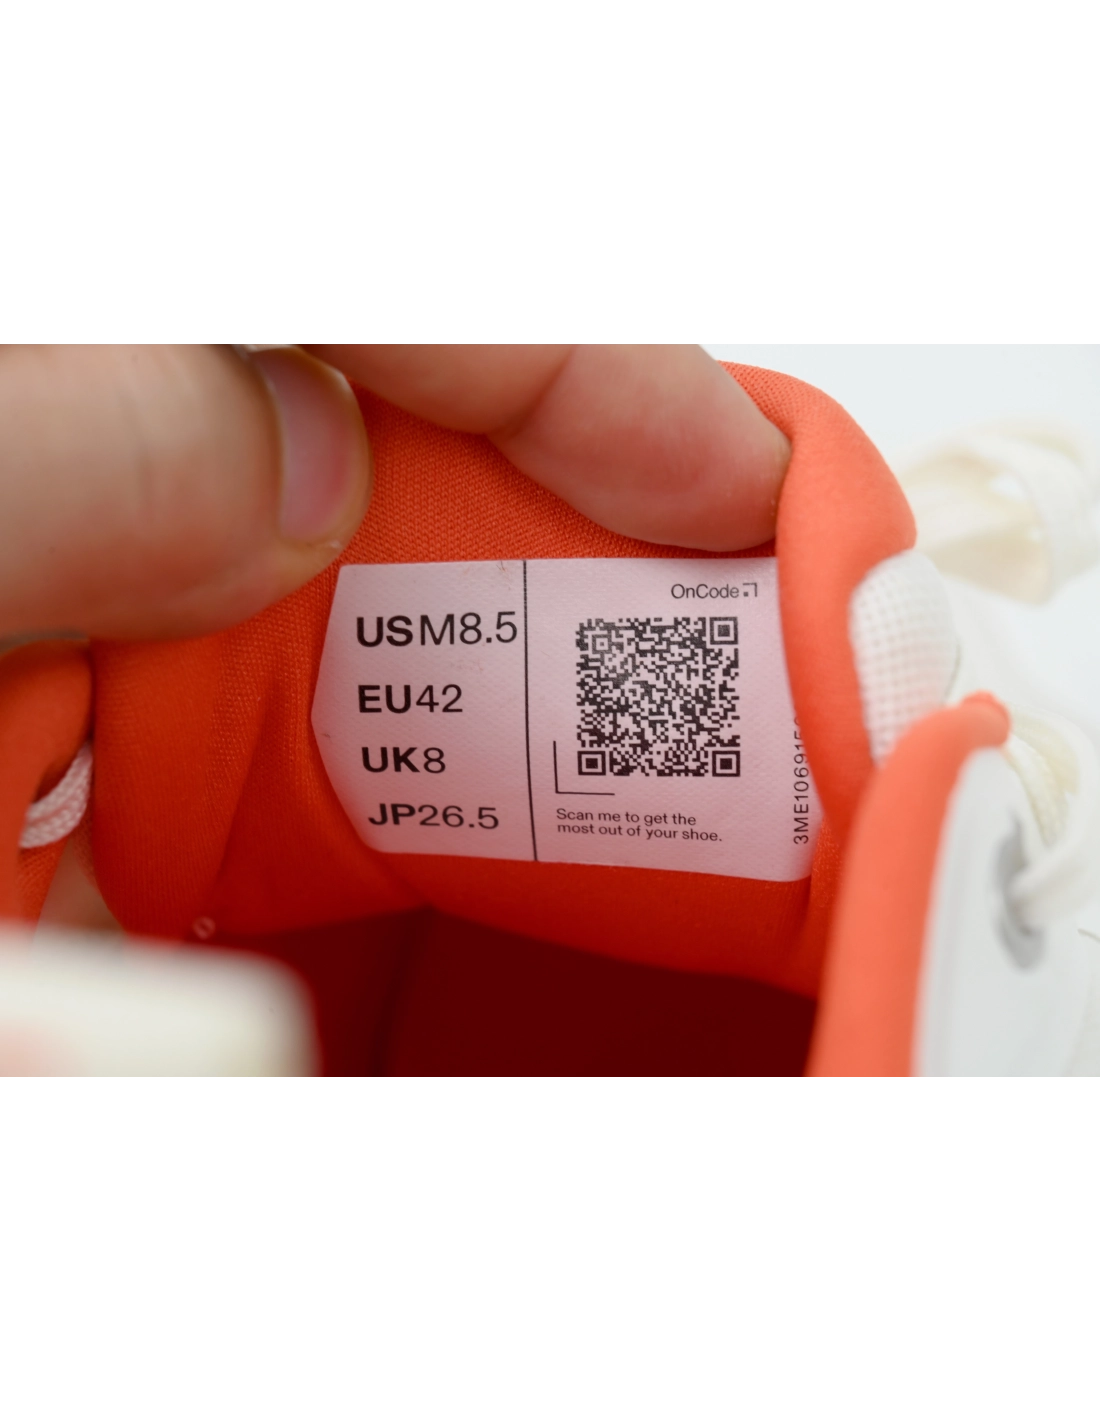 USM8.5
EU42
UK8
JP26.5
OnCode
Scan me to get the
most out of your shoe.